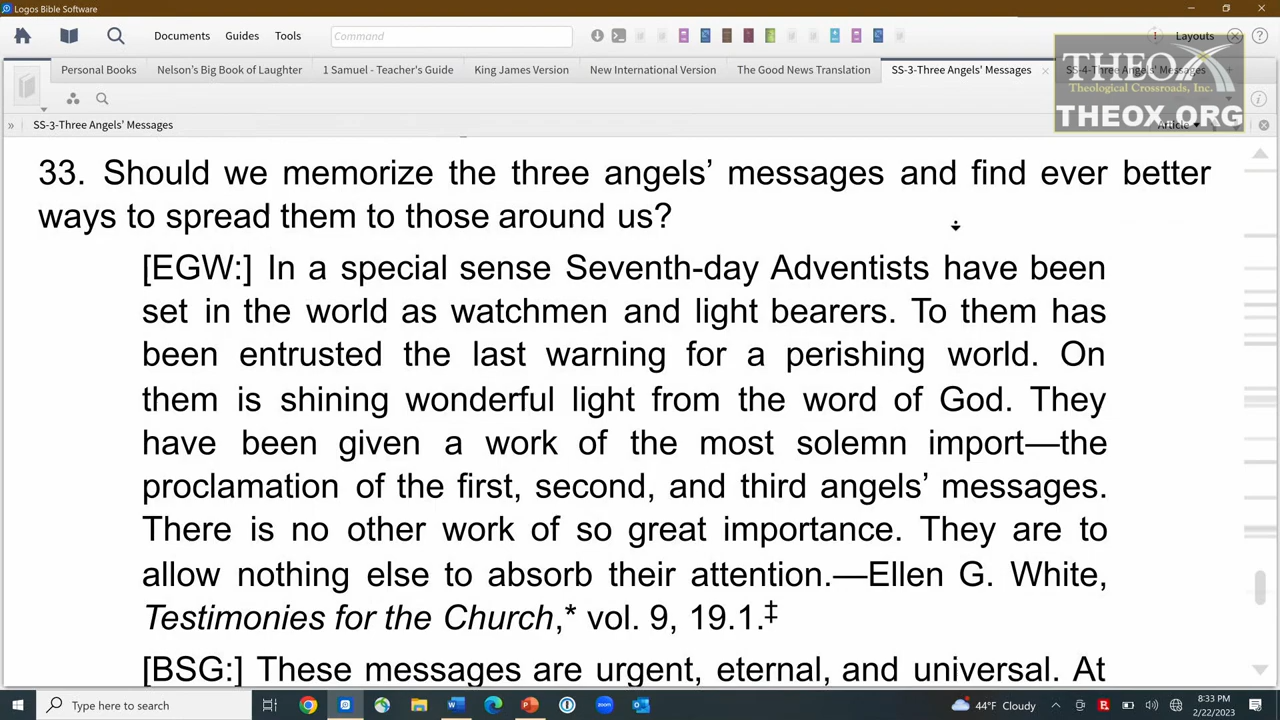 Logos Bible Software
Documents Guides Tools Command Layouts
Personal Books Nelson's Big Book of Laughter 1 Samue King James Version New International Version The Good News Translation SS-3-Three Angels' Messages SS-4-Three Angels' Messages
THEOX
Theological Crossroads, Inc.
THEOX.ORG
SS-3-Three Angels' Messages Article
33. Should we memorize the three angels’ messages and find ever better
ways to spread them to those around us?
[EGW:] In a special sense Seventh-day Adventists have been
set in the world as watchmen and light bearers. To them has
been entrusted the last warning for a perishing world. On
them is shining wonderful light from the word of God. They
have been given a work of the most solemn import—the
proclamation of the first, second, and third angels’ messages.
There is no other work of so great importance. They are to
allow nothing else to absorb their attention.—Ellen G. White,
Testimonies for the Church,* vol. 9, 19.1.‡
[BSG:] These messages are urgent, eternal, and universal. At
Type here to search 44°F Cloudy 8:33 PM
2/22/2023